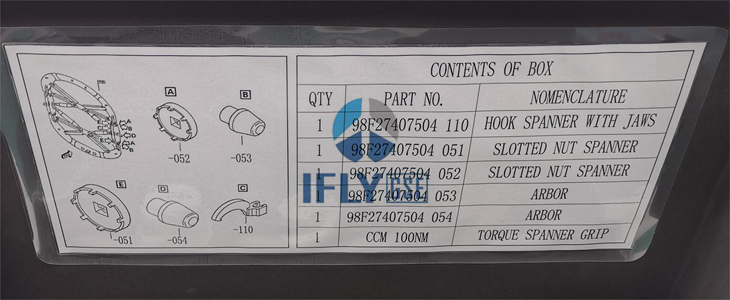 A
B
-052
-053
E
D
C
-051
-054
-110
CONTENTS OF BOX
QTY PART NO. NOMENCLATURE
1 98F27407504 110 HOOK SPANNER WITH JAWS
1 98F27407504 051 SLOTTED NUT SPANNER
1 98F27407504 052 SLOTTED NUT SPANNER
1 98F27407504 053 ARBOR
1 98F27407504 054 ARBOR
1 CCM 100NM TORQUE SPANNER GRIP
IFLY GSE